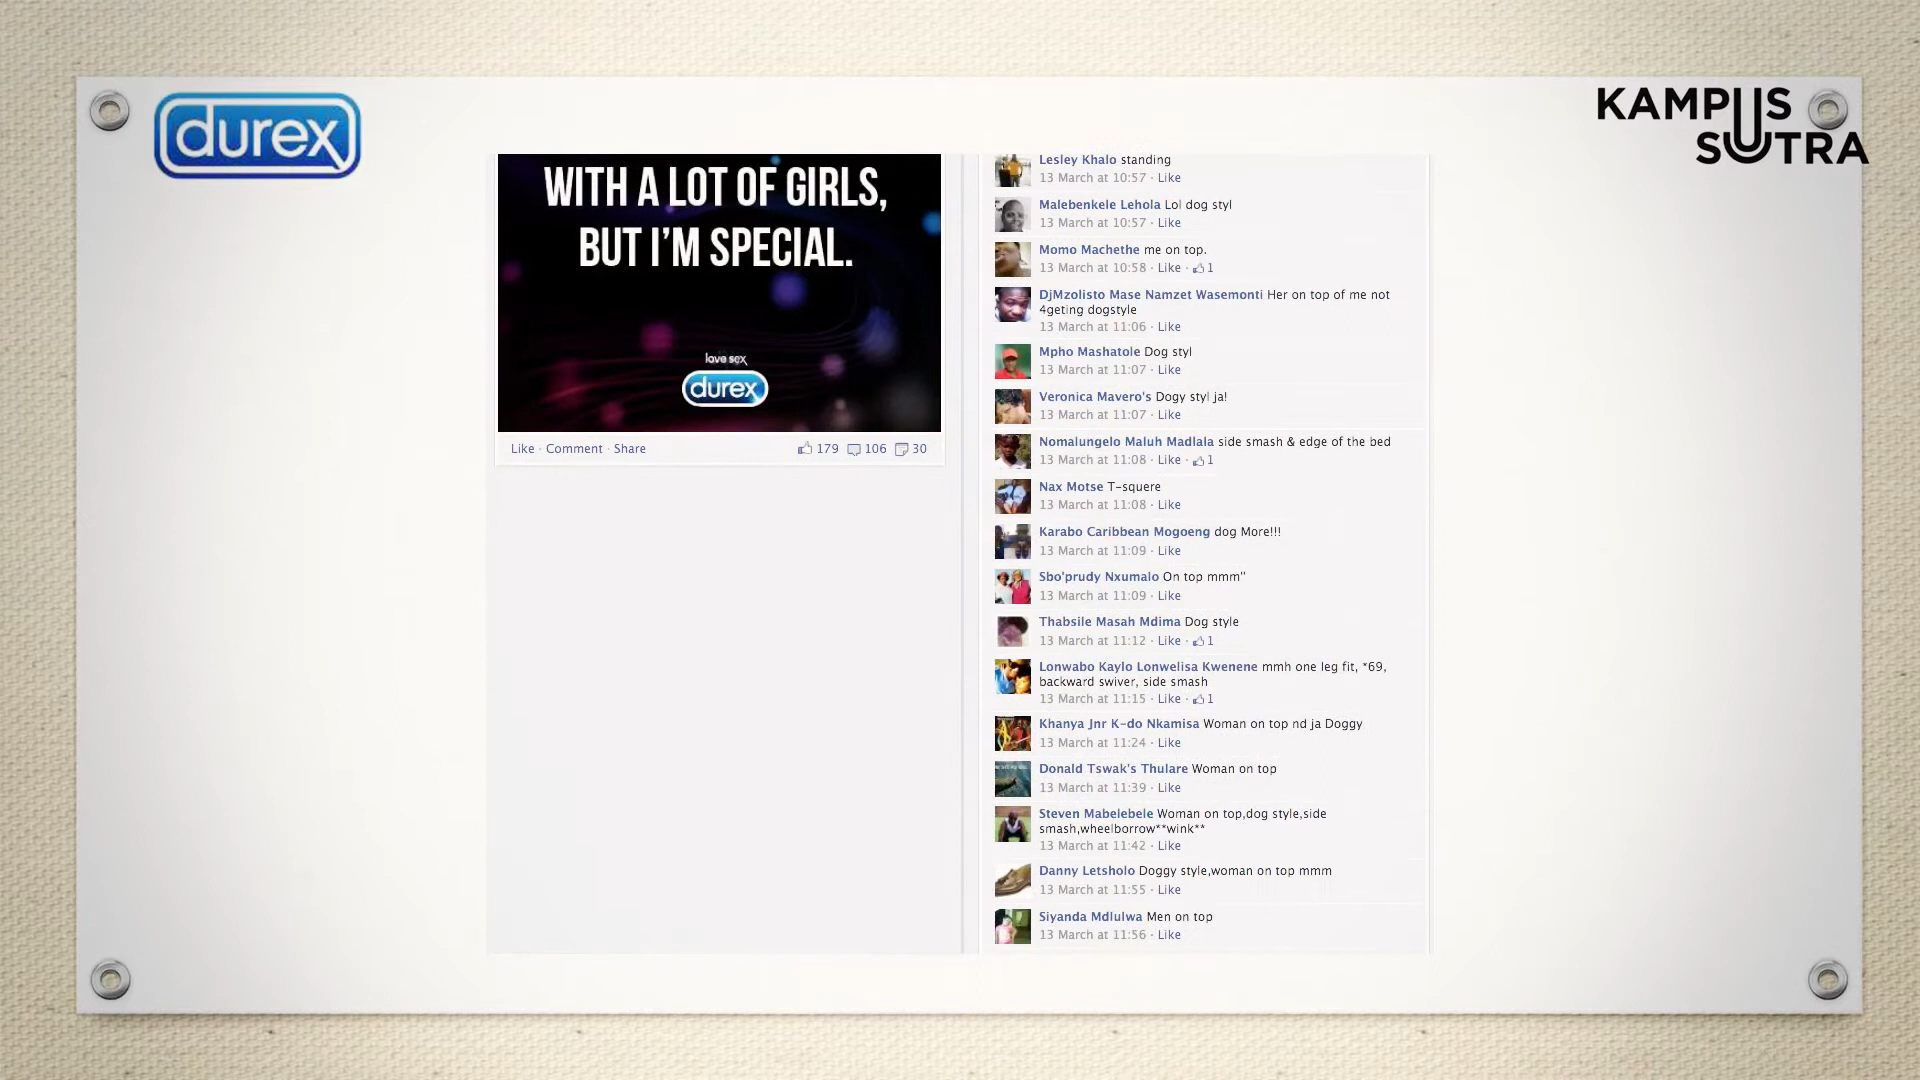 durex
KAMPUS
SUTRA
WITH A LOT OF GIRLS,
BUT I'M SPECIAL.
love sex
durex
Like · Comment · Share
179 106 30
Lesley Khalo standing
13 March at 10:57 · Like
Malebenkele Lehola Lol dog styl
13 March at 10:57 · Like
Momo Machethe me on top.
13 March at 10:58 · Like · 1
DjMzolisto Mase Namzet Wasemonti Her on top of me not
4geting dogstyle
13 March at 11:06 · Like
Mpho Mashatole Dog styl
13 March at 11:07 · Like
Veronica Mavero's Dogy styl ja!
13 March at 11:07 · Like
Nomalungelo Maluh Madlala side smash & edge of the bed
13 March at 11:08 · Like · 1
Nax Motse T-squere
13 March at 11:08 · Like
Karabo Caribbean Mogoeng dog More!!!
13 March at 11:09 · Like
Sbo'prudy Nxumalo On top mmm"
13 March at 11:09 · Like
Thabsile Masah Mdima Dog style
13 March at 11:12 · Like · 1
Lonwabo Kaylo Lonwelisa Kwenene mmh one leg fit, *69,
backward swiver, side smash
13 March at 11:15 · Like · 1
Khanya Jnr K-do Nkamisa Woman on top nd ja Doggy
13 March at 11:24 · Like
Donald Tswak's Thulare Woman on top
13 March at 11:39 · Like
Steven Mabelebele Woman on top,dog style,side
smash,wheelborrow**wink**
13 March at 11:42 · Like
Danny Letsholo Doggy style,woman on top mmm
13 March at 11:55 · Like
Siyanda Mdlulwa Men on top
13 March at 11:56 · Like